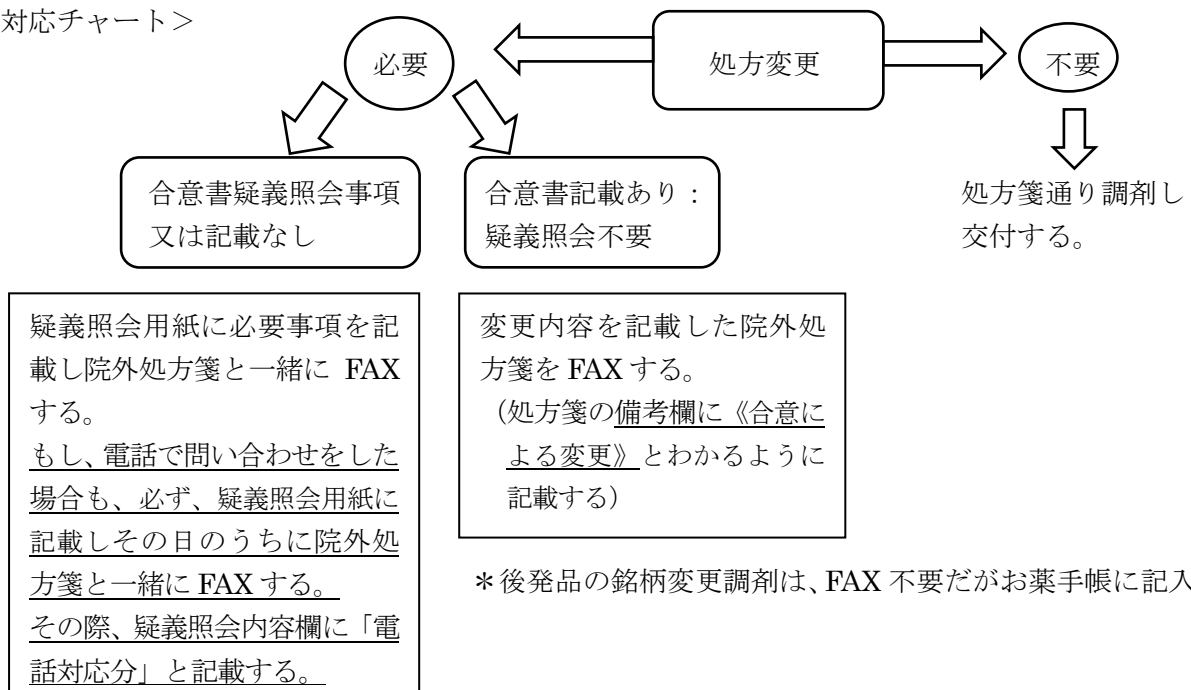 対応チャート＞
必要
処方変更
不要
合意書疑義照会事項
又は記載なし
合意書記載あり：
疑義照会不要
処方箋通り調剤し
交付する。
疑義照会用紙に必要事項を記
載し院外処方箋と一緒に FAX
する。
もし、電話で問い合わせをした
場合も、必ず、疑義照会用紙に
記載しその日のうちに院外処
方箋と一緒に FAX する。
その際、疑義照会内容欄に「電
話対応分」と記載する。
変更内容を記載した院外処
方箋を FAX する。
（処方箋の備考欄に《合意に
よる変更》とわかるように
記載する）
＊後発品の銘柄変更調剤は、FAX 不要だがお薬手帳に記入